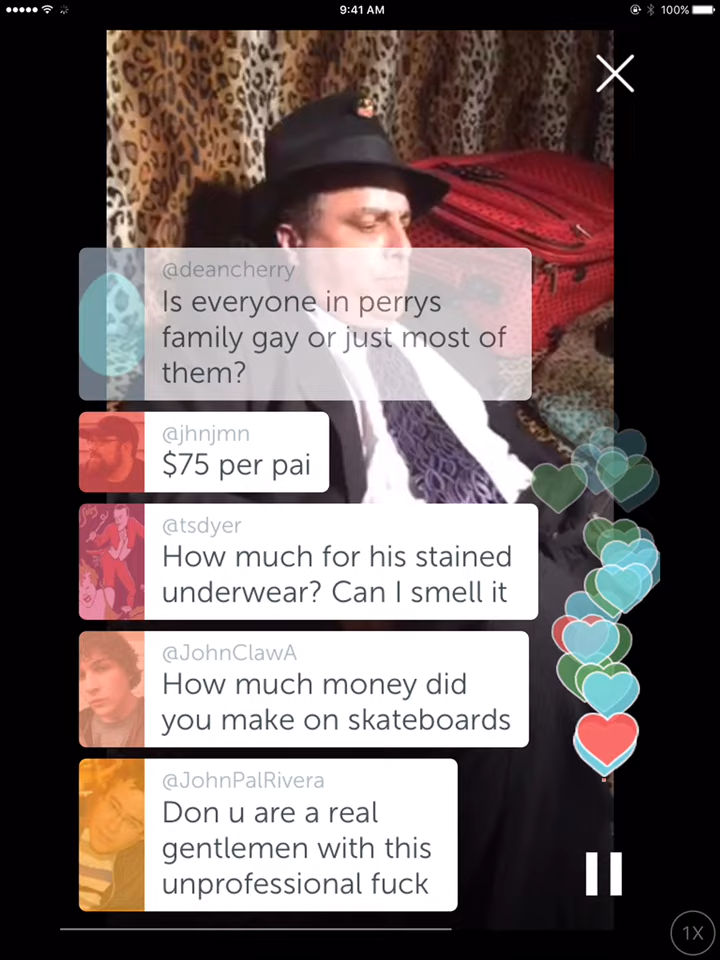 9:41 AM
100%
@deancherry
Is everyone in perrys
family gay or just most of
them?
@jhnjmn
$75 per pai
@tsdyer
How much for his stained
underwear? Can I smell it
@JohnClawA
How much money did
you make on skateboards
@JohnPalRivera
Don u are a real
gentlemen with this
unprofessional fuck
1X